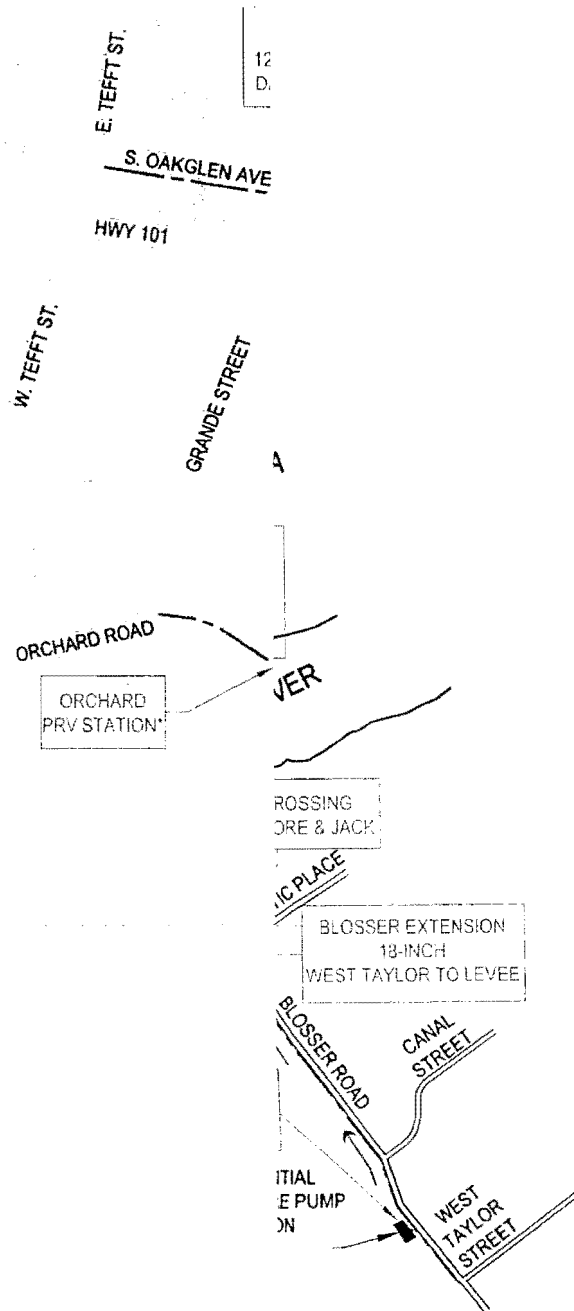 E. TEFFT ST.
12
D.
S. OAKGLEN AVE
HWY 101
W. TEFFT ST.
GRANDE STREET
A
ORCHARD ROAD
ORCHARD
PRV STATION*
VER
ROSSING
ORE & JACK
IC PLACE
BLOSSER EXTENSION
18-INCH
WEST TAYLOR TO LEVEE
BLOSSER ROAD
CANAL
STREET
NTIAL
RE PUMP
ON
WEST
TAYLOR
STREET